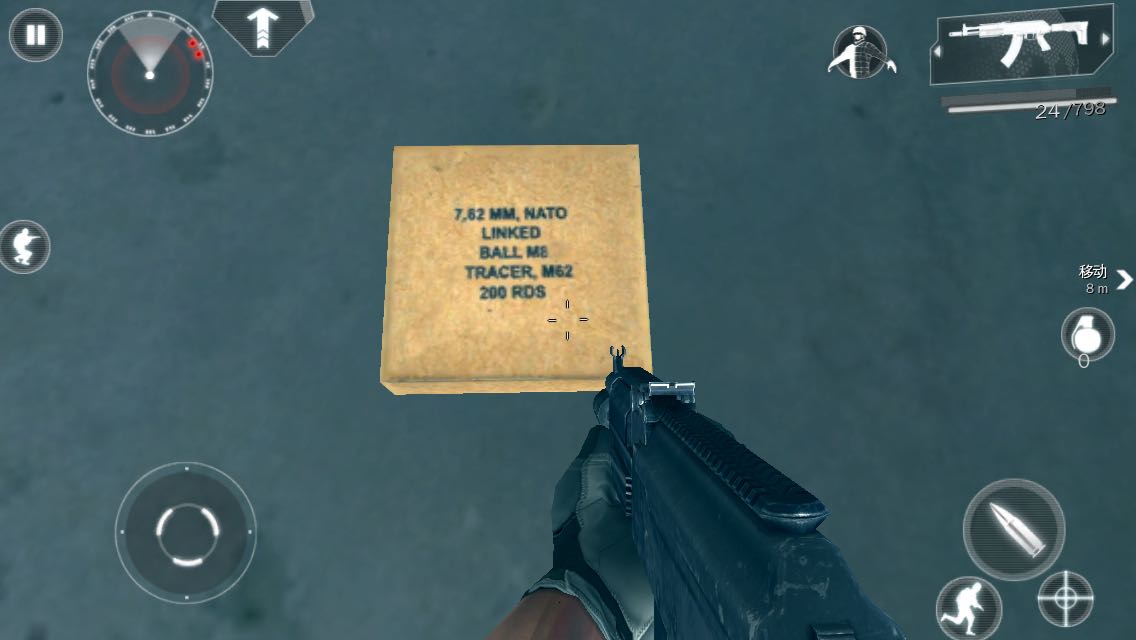 24/798
7,62 MM, NATO
LINKED
BALL M8
TRACER, M62
200 RDS
移动
8 m
0